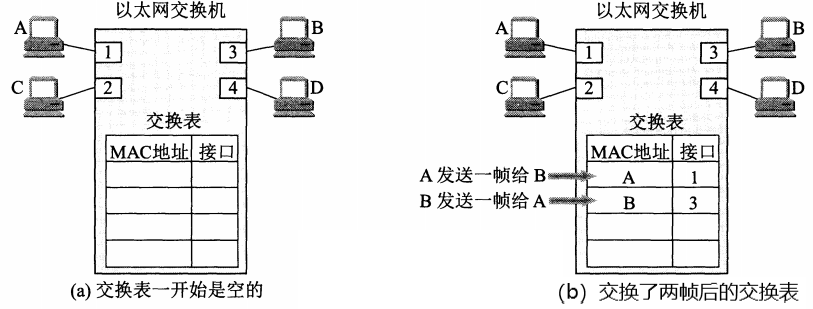 以太网交换机
A
B
1
3
C
2
4
D
交换表
MAC地址 接口
(a) 交换表一开始是空的
以太网交换机
A
B
1
3
C
2
4
D
交换表
MAC地址 接口
A 发送一帧给 B A 1
B 发送一帧给 A B 3
(b) 交换了两帧后的交换表